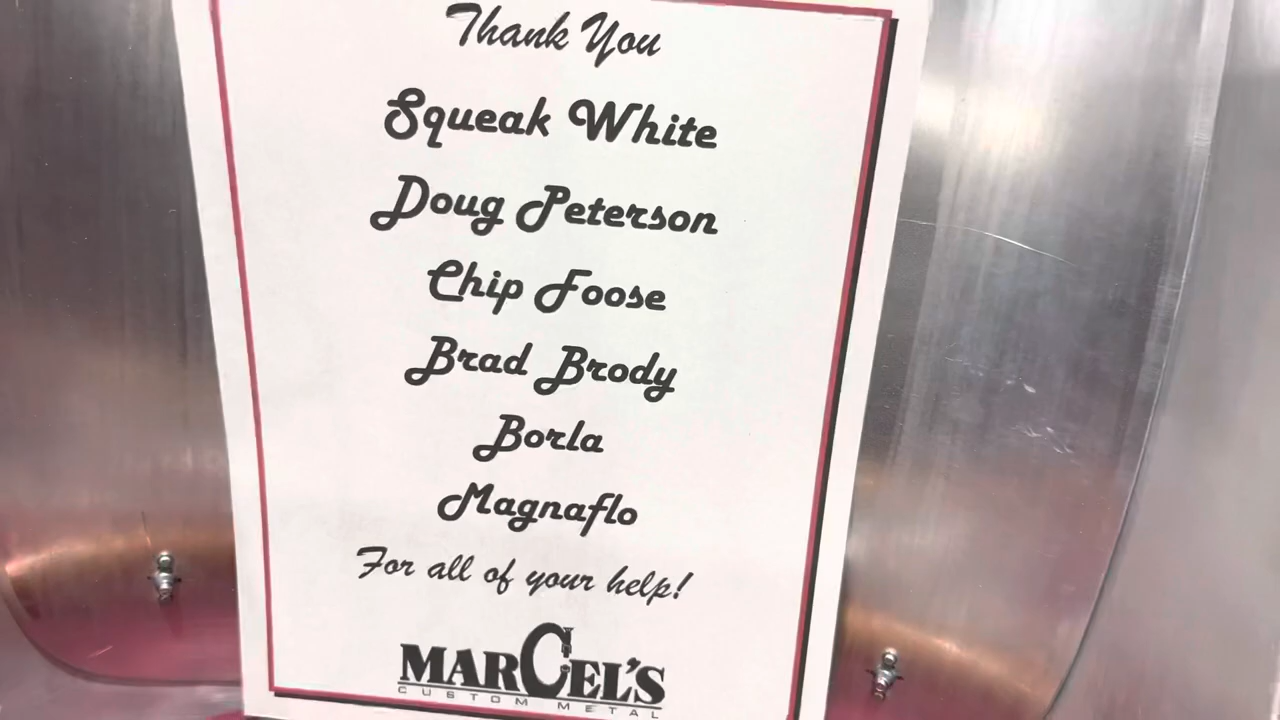 Thank You
Squeak White
Doug Peterson
Chip Foose
Brad Brody
Borla
Magnaflo
For all of your help!
MARCEL'S
CUSTOM METAL